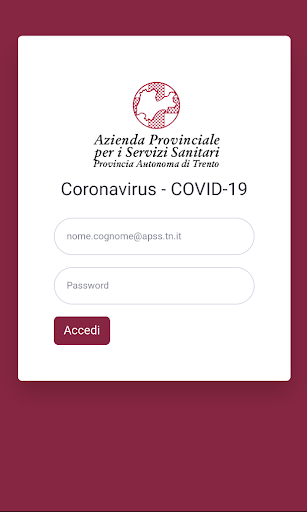 Azienda Provinciale
per i Servizi Sanitari
Provincia Autonoma di Trento
Coronavirus - COVID-19
nome.cognome@apss.tn.it
Password
Accedi